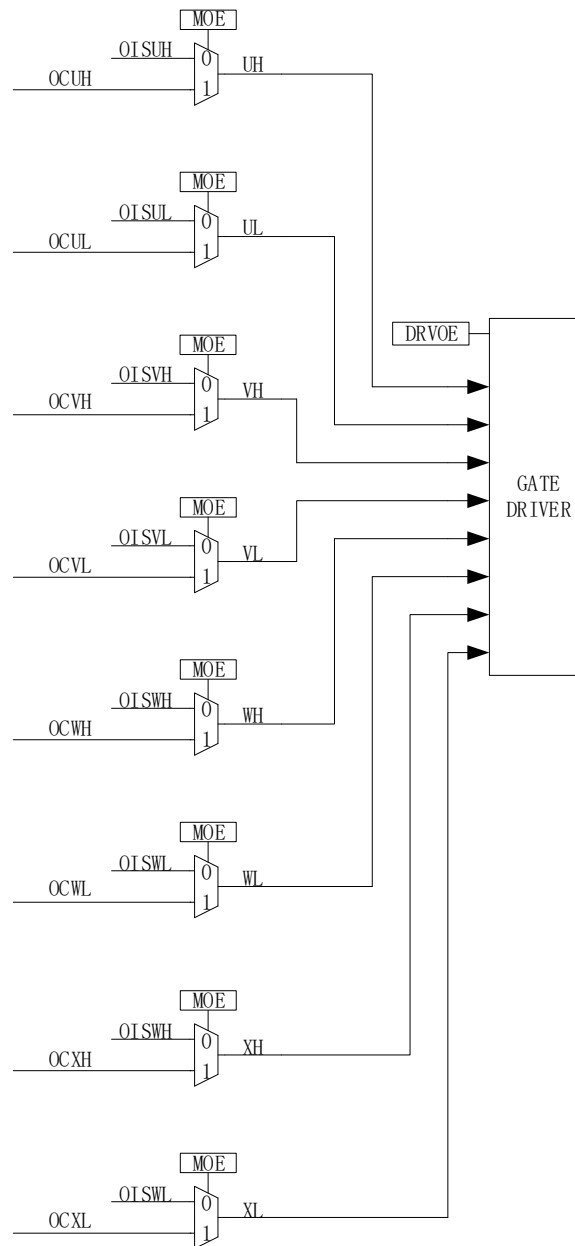 MOE
OISUH
0
UH
OCUH
1
MOE
OISUL
0
UL
OCUL
1
MOE
DRVOE
OISVH
0
VH
OCVH
1
GATE
DRIVER
MOE
OISVL
0
VL
OCVL
1
MOE
OISWH
0
WH
OCWH
1
MOE
OISWL
0
WL
OCWL
1
MOE
OISWH
0
XH
OCXH
1
MOE
OISWL
0
XL
OCXL
1